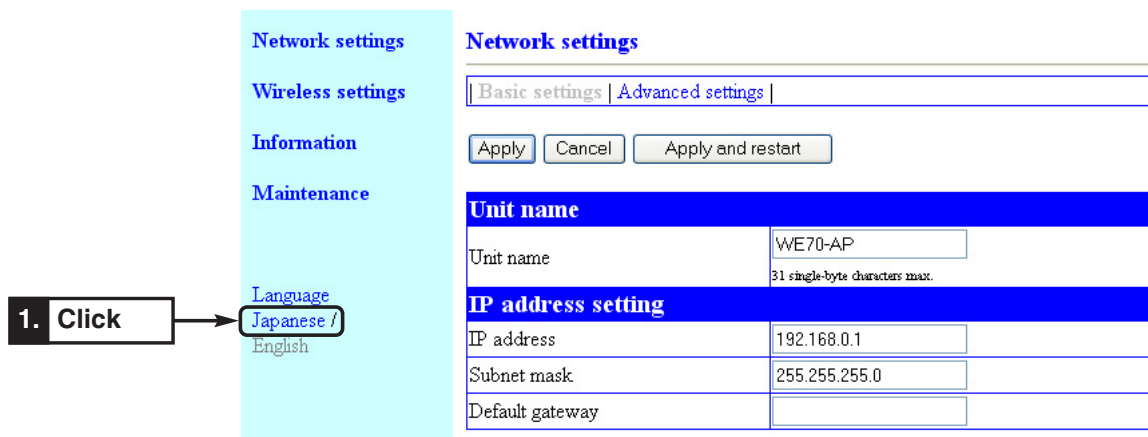 Network settings
Wireless settings
Information
Maintenance
Language
Japanese /
English
1. Click
Network settings
| Basic settings | Advanced settings |
Apply Cancel Apply and restart
Unit name
Unit name WE70-AP
31 single-byte characters max.
IP address setting
IP address 192.168.0.1
Subnet mask 255.255.255.0
Default gateway